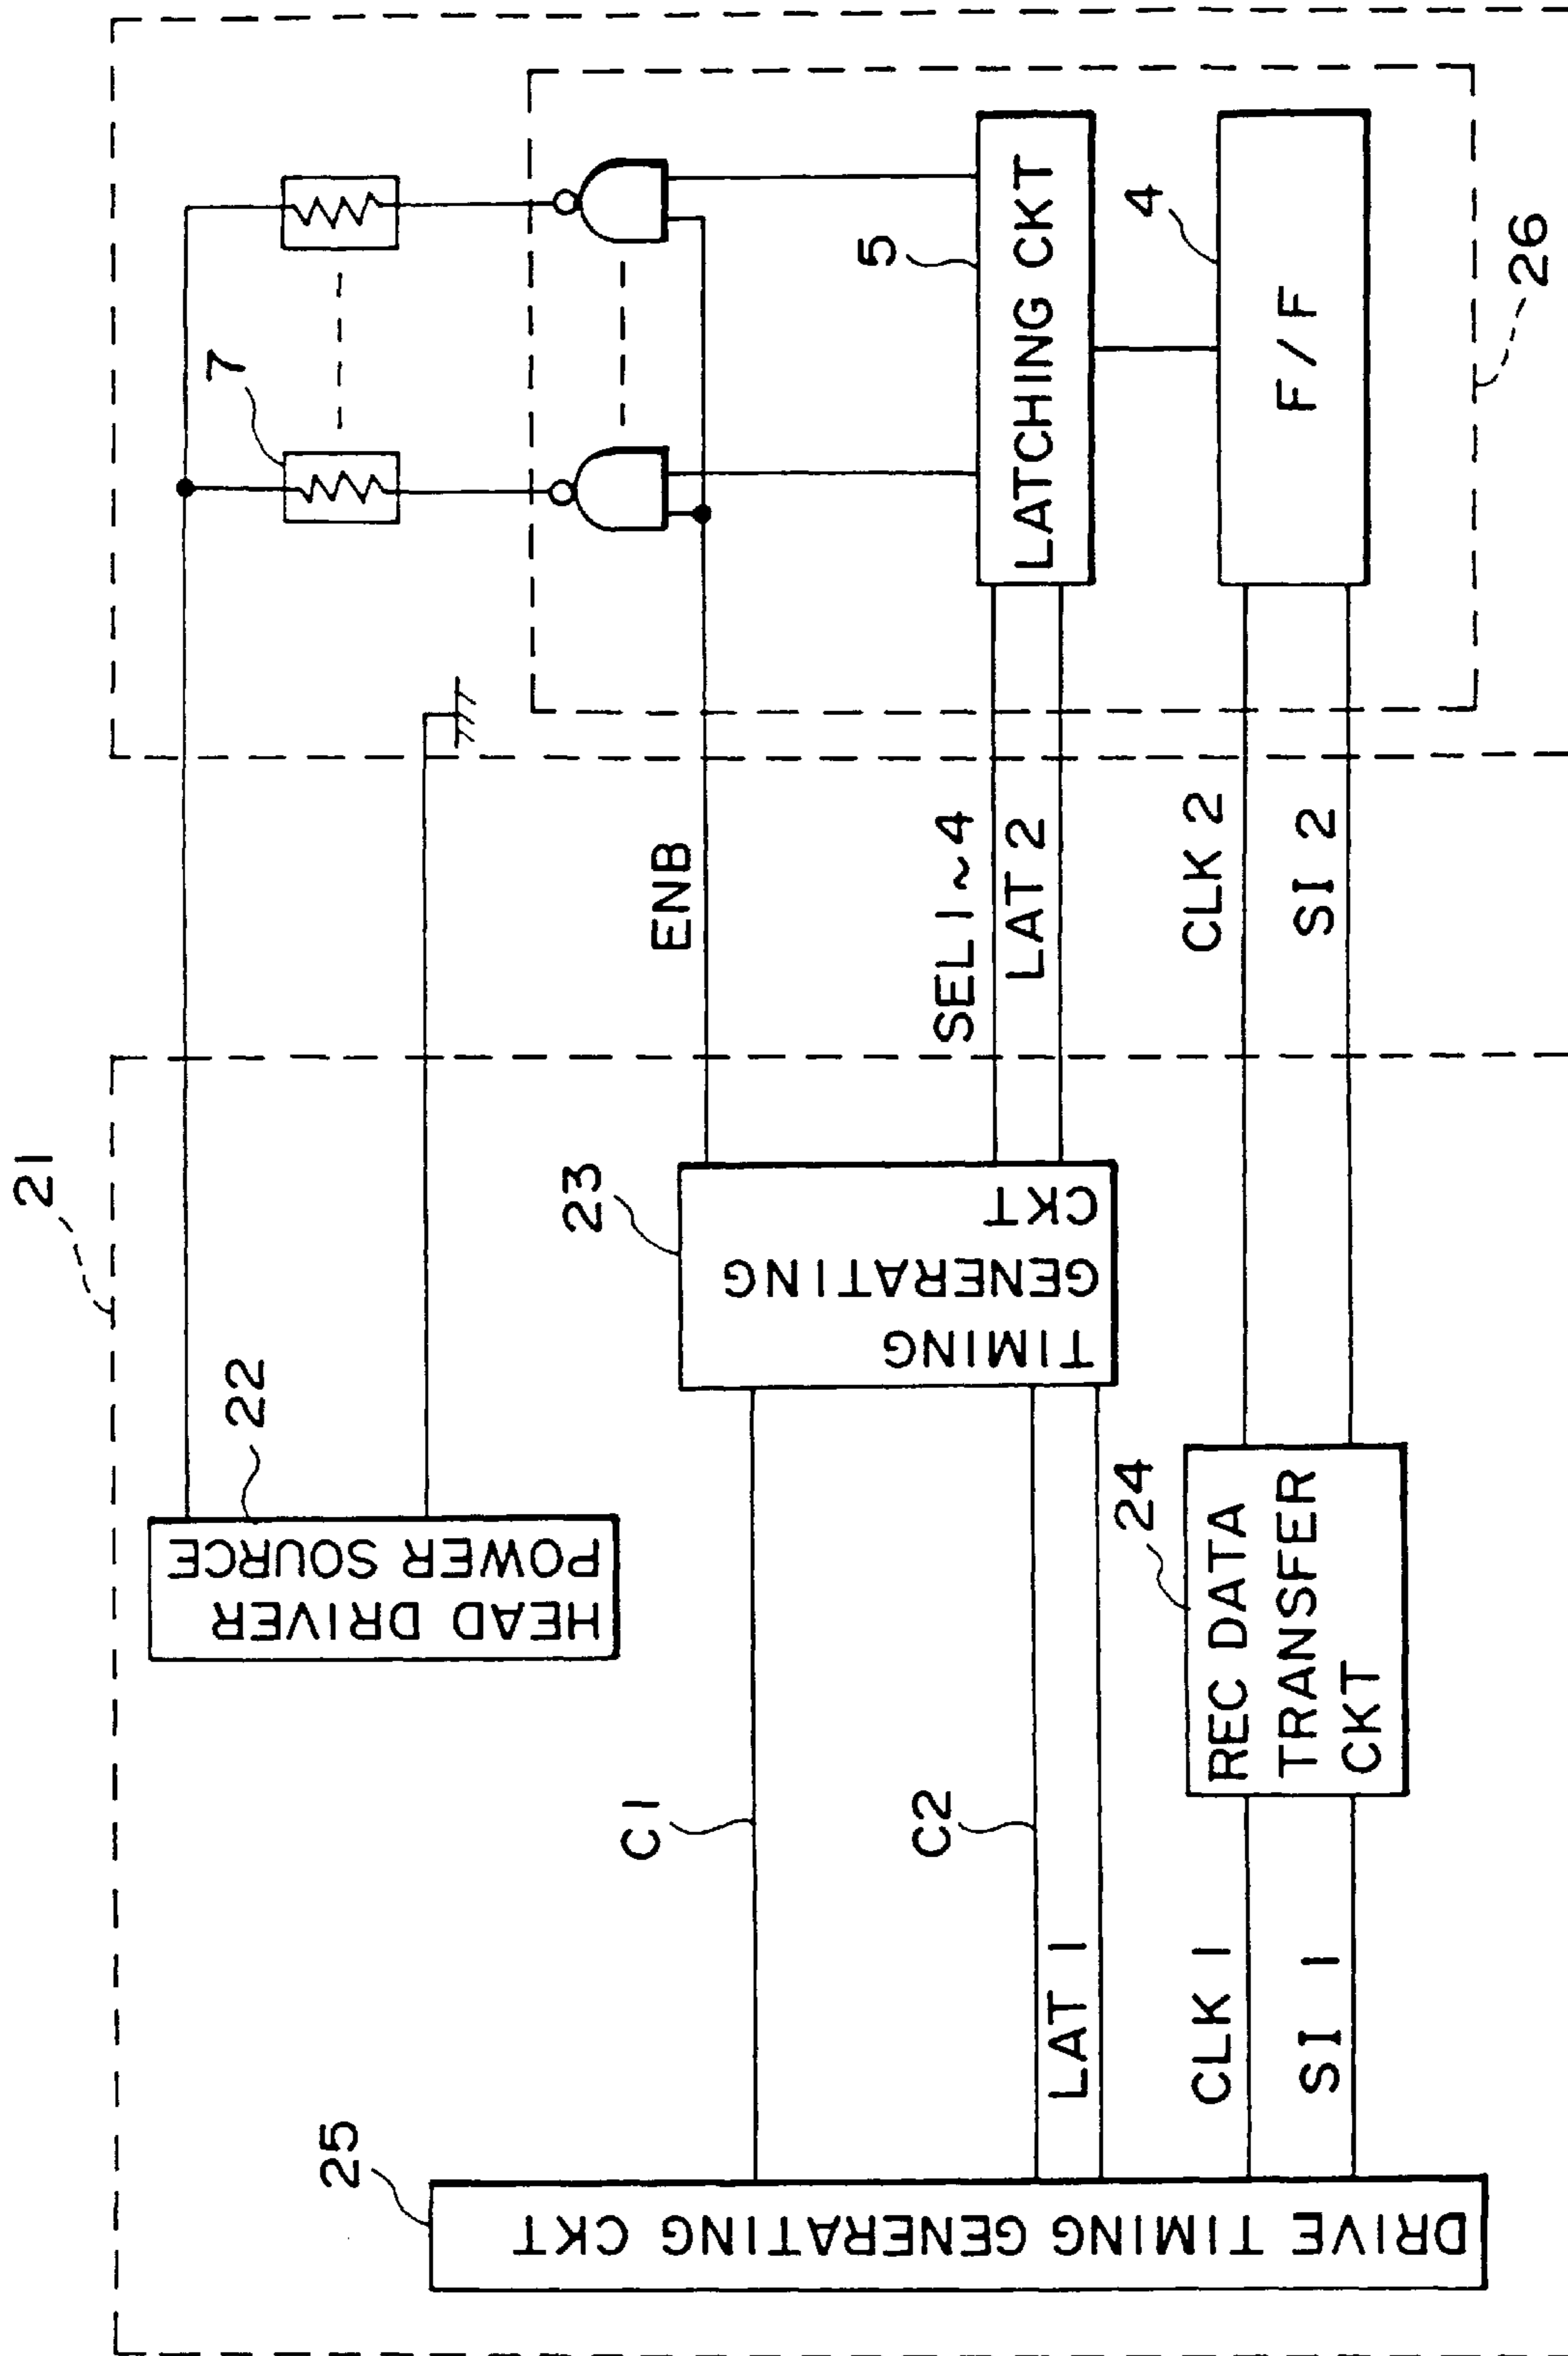 21
22
HEAD DRIVER
POWER SOURCE
7
23
TIMING
GENERATING
CKT
ENB
C1
C2
LAT 1
SEL1~4
LAT 2
5
LATCHING CKT
24
REC DATA
TRANSFER
CKT
CLK 1
SI 1
CLK 2
SI 2
4
F/F
25
DRIVE TIMING GENERATING CKT
26